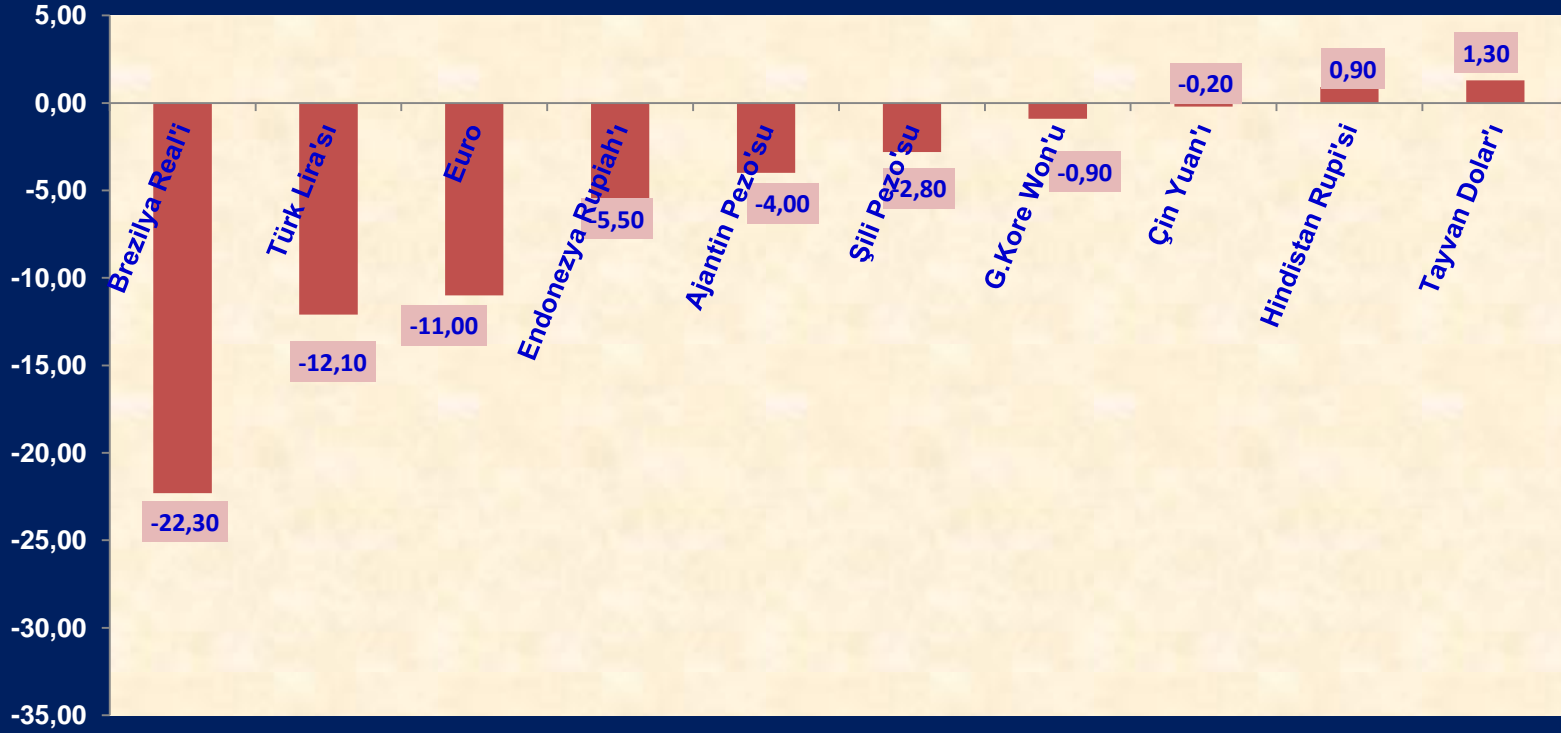 5,00
0,00
-5,00
-10,00
-15,00
-20,00
-25,00
-30,00
-35,00
Brezilya Real'i
Türk Lira'sı
Euro
Endonezya Rupiah'ı
Ajantin Pezo'su
Şili Pezo'su
G.Kore Won'u
Çin Yuan'ı
Hindistan Rupi'si
Tayvan Dolar'ı
-22,30
-12,10
-11,00
-5,50
-4,00
-2,80
-0,90
-0,20
0,90
1,30